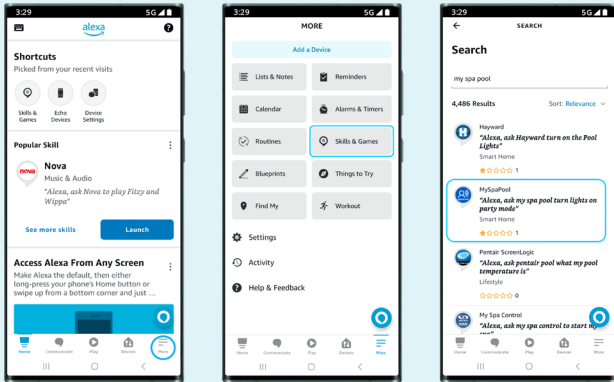 3:29
5G
alexa
Shortcuts
Picked from your recent visits
Skills &
Games
Echo
Devices
Device
Settings
Popular Skill
nova
Nova
Music & Audio
"Alexa, ask Nova to play Fitzy and
Wippa"
See more skills
Launch
Access Alexa From Any Screen
Make Alexa the default, then either
long-press your phone's Home button or
swipe up from a bottom corner and just ...
Home
Communicate
Play
Devices
More
3:29
5G
MORE
Add a Device
Lists & Notes
Reminders
Calendar
Alarms & Timers
Routines
Skills & Games
Blueprints
Things to Try
Find My
Workout
Settings
Activity
Help & Feedback
Home
Communicate
Play
Devices
More
3:29
5G
SEARCH
Search
my spa pool
4,486 Results
Sort: Relevance
Hayward
"Alexa, ask Hayward turn on the Pool
Lights"
Smart Home
1
MySpaPool
"Alexa, ask my spa pool turn lights on
party mode"
Smart Home
1
Pentair ScreenLogic
"Alexa, ask pentair pool what my pool
temperature is"
Lifestyle
0
My Spa Control
"Alexa, ask my spa control to start my
Home
Communicate
Play
Devices
More